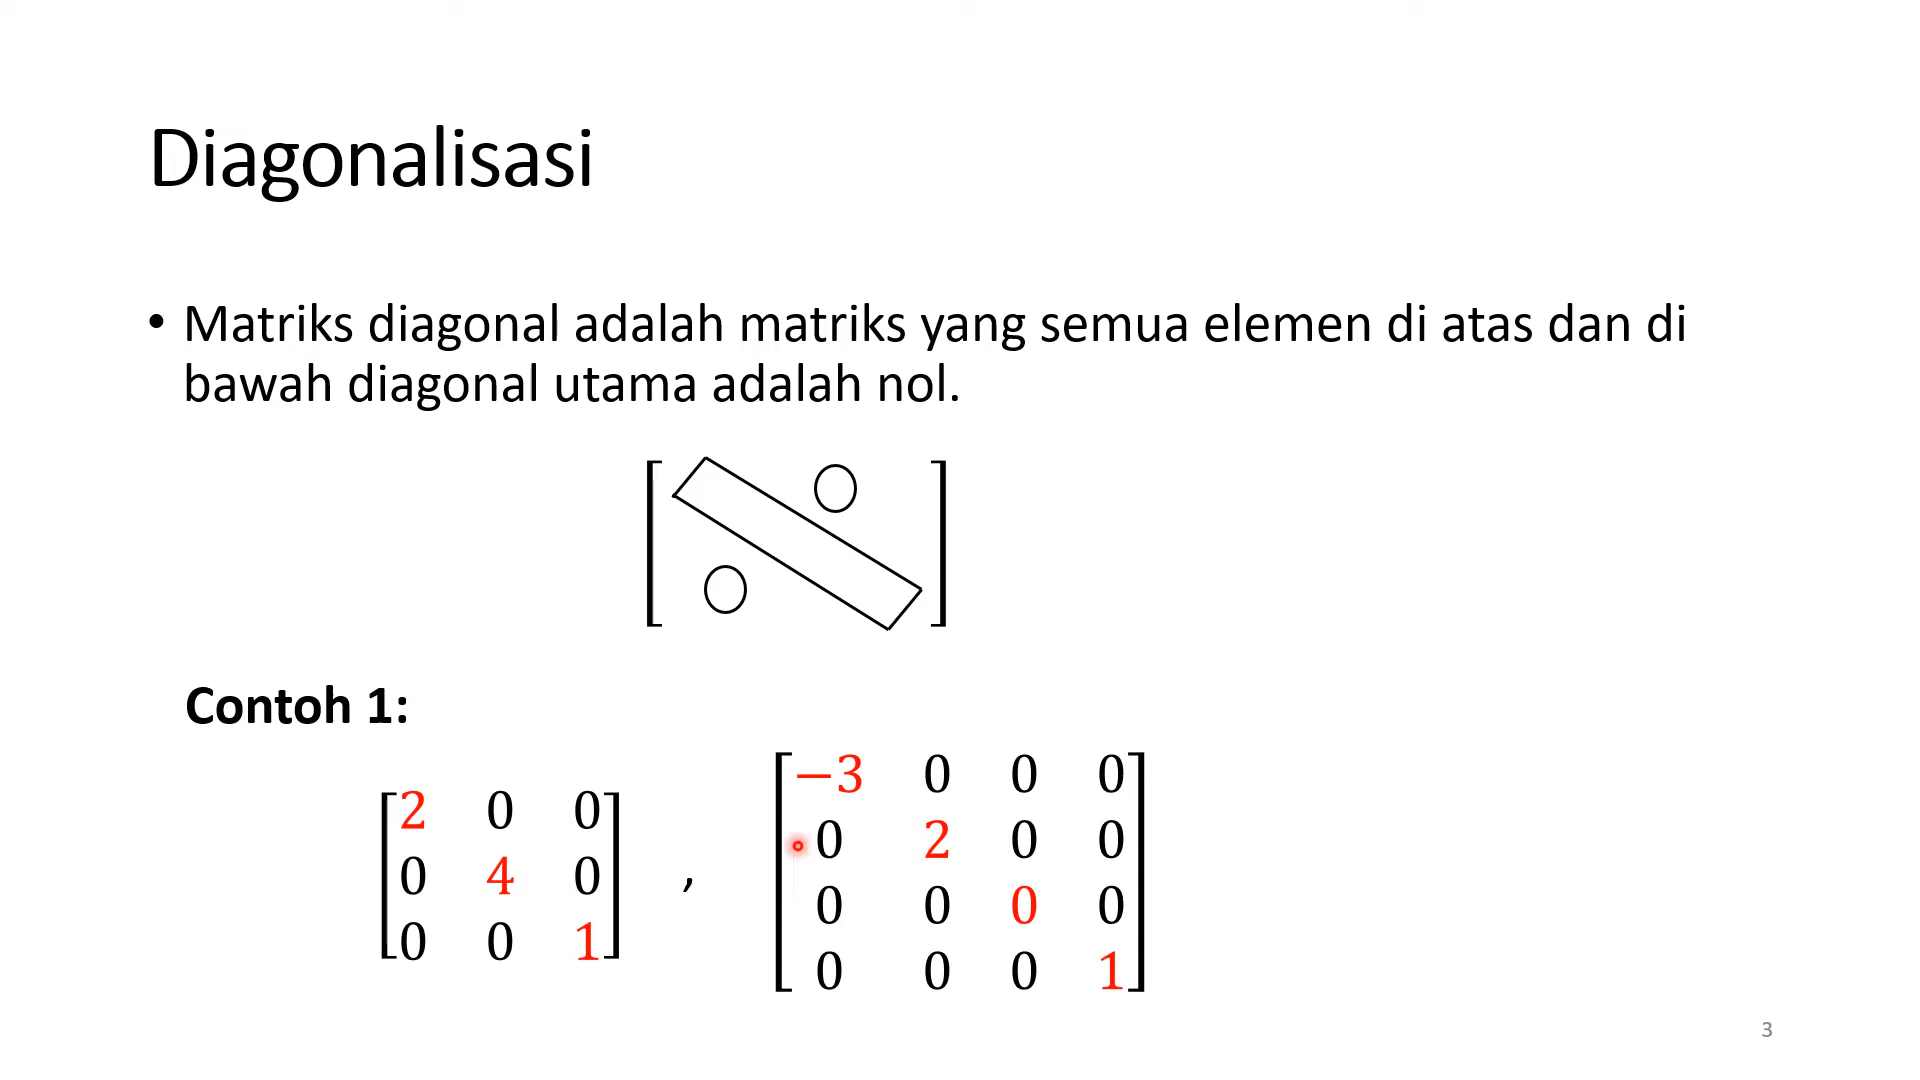 Diagonalisasi
• Matriks diagonal adalah matriks yang semua elemen di atas dan di
bawah diagonal utama adalah nol.
Contoh 1:
[2 0 0
0 4 0
0 0 1]
,
[−3 0 0 0
0 2 0 0
0 0 0 0
0 0 0 1]
3